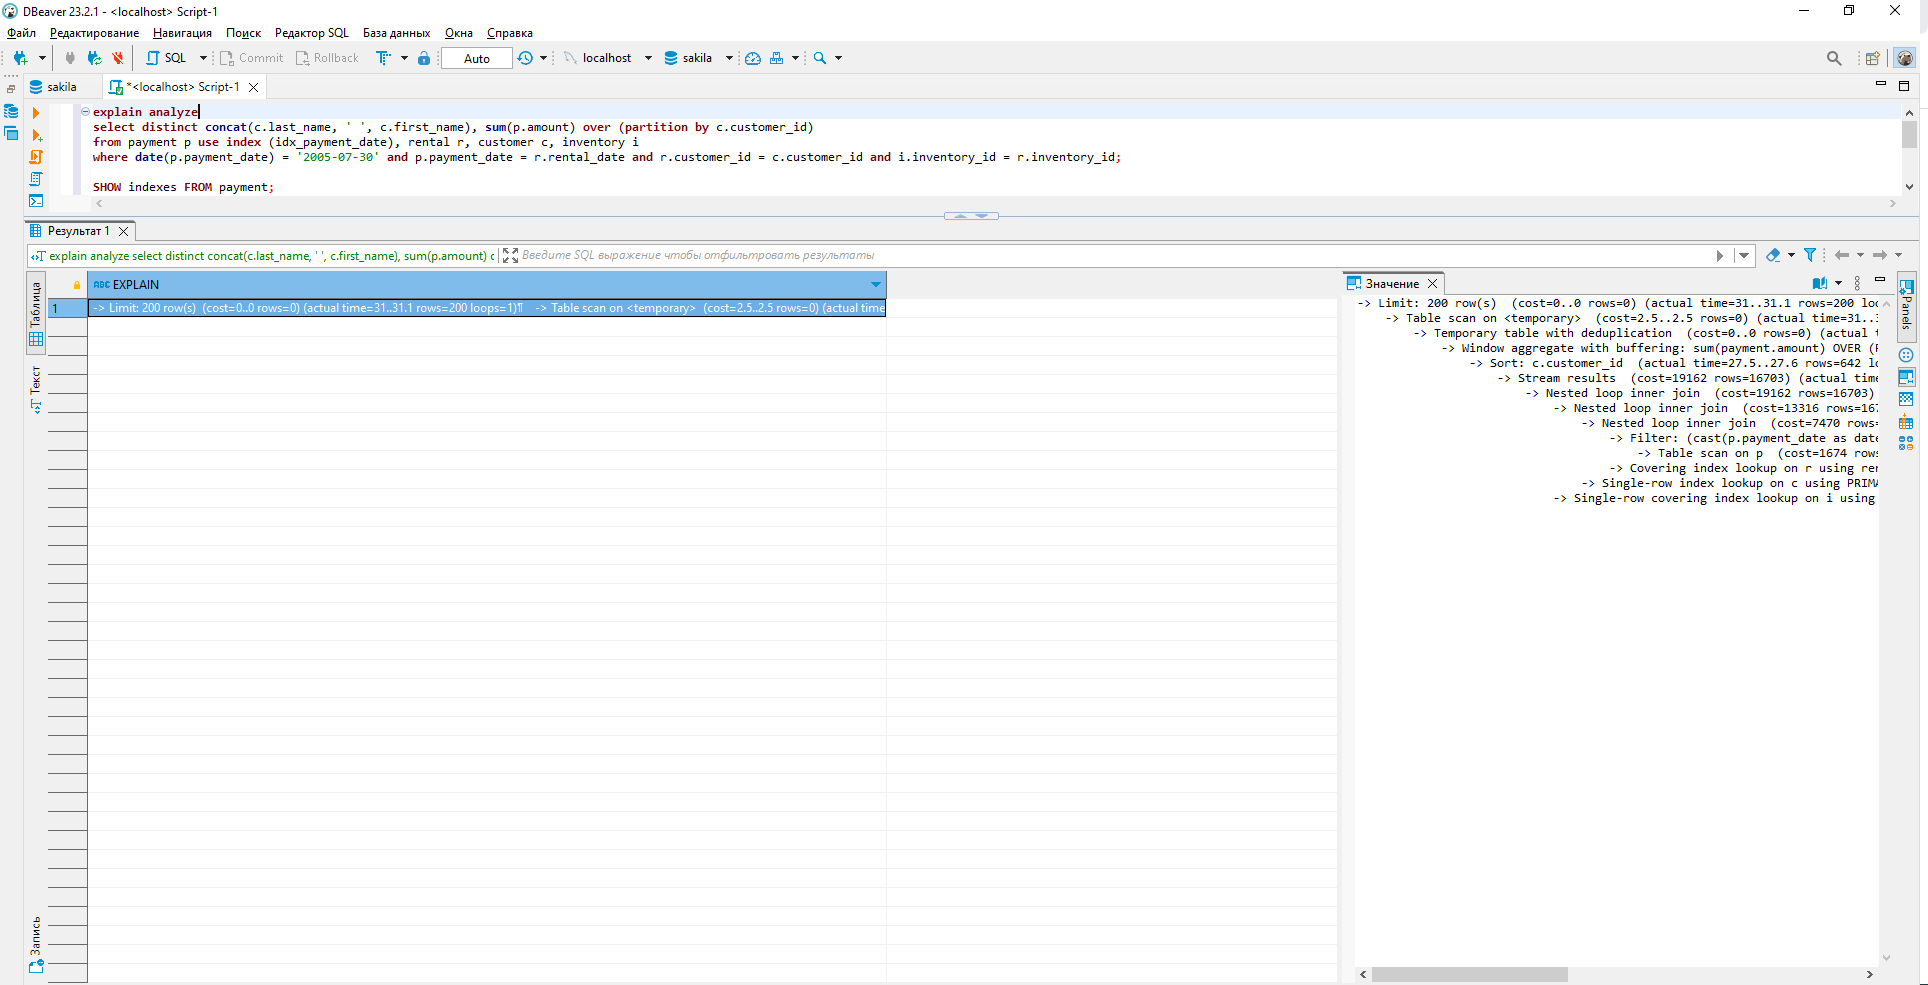 DBeaver 23.2.1 - <localhost> Script-1
Файл Редактирование Навигация Поиск Редактор SQL База данных Окна Справка
SQL Commit Rollback Auto localhost sakila
sakila *<localhost> Script-1
explain analyze
select distinct concat(c.last_name, ' ', c.first_name), sum(p.amount) over (partition by c.customer_id)
from payment p use index (idx_payment_date), rental r, customer c, inventory i
where date(p.payment_date) = '2005-07-30' and p.payment_date = r.rental_date and r.customer_id = c.customer_id and i.inventory_id = r.inventory_id;
SHOW indexes FROM payment;
Результат 1
explain analyze select distinct concat(c.last_name, ' ', c.first_name), sum(p.amount) o Введите SQL выражение чтобы отфильтровать результаты
Таблица
Текст
Запись
ABC EXPLAIN
1 -> Limit: 200 row(s)  (cost=0..0 rows=0) (actual time=31..31.1 rows=200 loops=1)¶    -> Table scan on <temporary>  (cost=2.5..2.5 rows=0) (actual time
Значение
-> Limit: 200 row(s)  (cost=0..0 rows=0) (actual time=31..31.1 rows=200 loo
-> Table scan on <temporary>  (cost=2.5..2.5 rows=0) (actual time=31..3
-> Temporary table with deduplication  (cost=0..0 rows=0) (actual t
-> Window aggregate with buffering: sum(payment.amount) OVER (P
-> Sort: c.customer_id  (actual time=27.5..27.6 rows=642 lo
-> Stream results  (cost=19162 rows=16703) (actual time
-> Nested loop inner join  (cost=19162 rows=16703)
-> Nested loop inner join  (cost=13316 rows=167
-> Nested loop inner join  (cost=7470 rows=
-> Filter: (cast(p.payment_date as date
-> Table scan on p  (cost=1674 rows
-> Covering index lookup on r using ren
-> Single-row index lookup on c using PRIMA
-> Single-row covering index lookup on i using
Panels